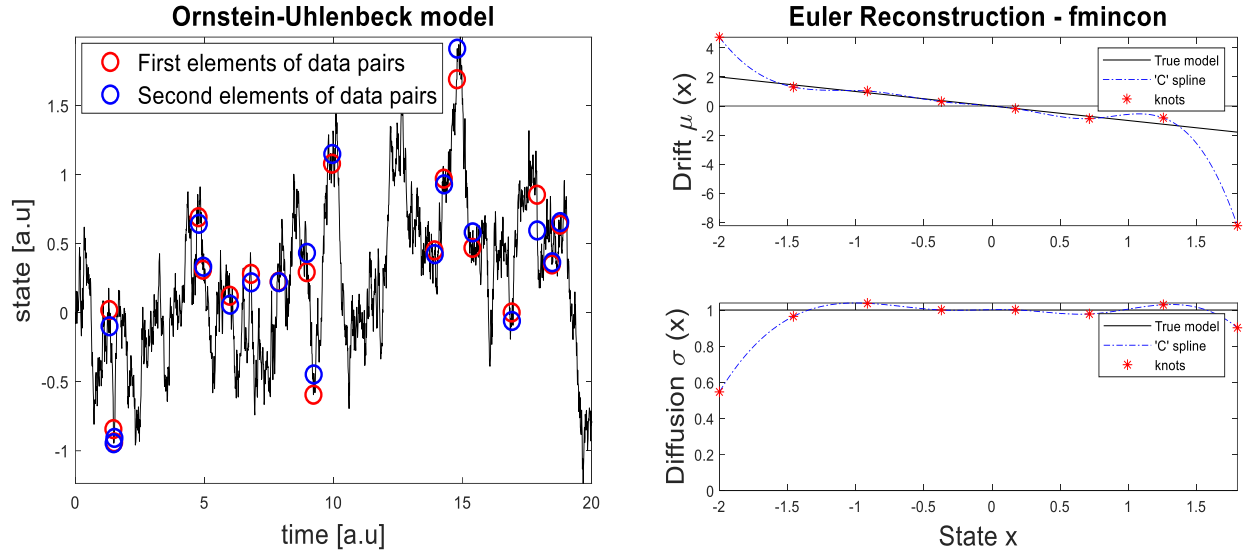 Ornstein-Uhlenbeck model
First elements of data pairs
Second elements of data pairs
1.5
1
0.5
0
-0.5
-1
0
5
10
15
20
state [a.u]
time [a.u]
Euler Reconstruction - fmincon
4
2
0
-2
-4
-6
-8
-2
-1.5
-1
-0.5
0
0.5
1
1.5
Drift μ (x)
True model
'C' spline
knots
1
0.8
0.6
0.4
0.2
0
-2
-1.5
-1
-0.5
0
0.5
1
1.5
Diffusion σ (x)
True model
'C' spline
knots
State x